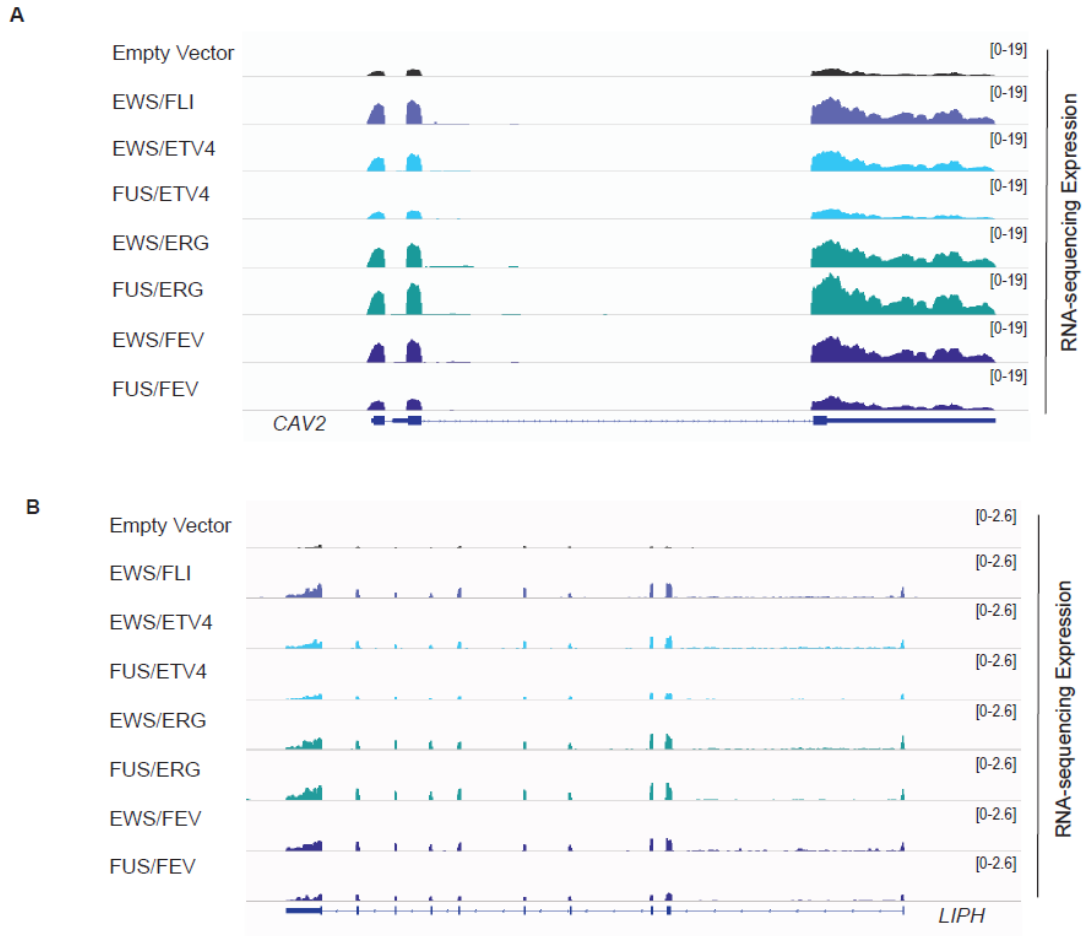 A
Empty Vector [0-19]
EWS/FLI [0-19]
EWS/ETV4 [0-19]
FUS/ETV4 [0-19]
EWS/ERG [0-19]
FUS/ERG [0-19]
EWS/FEV [0-19]
FUS/FEV [0-19]
CAV2
RNA-sequencing Expression
B
Empty Vector [0-2.6]
EWS/FLI [0-2.6]
EWS/ETV4 [0-2.6]
FUS/ETV4 [0-2.6]
EWS/ERG [0-2.6]
FUS/ERG [0-2.6]
EWS/FEV [0-2.6]
FUS/FEV [0-2.6]
LIPH
RNA-sequencing Expression